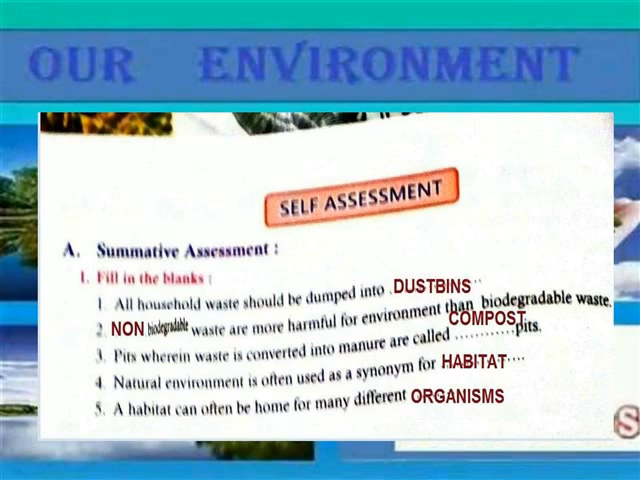 OUR ENVIRONMENT
SELF ASSESSMENT
A. Summative Assessment :
1. Fill in the blanks :
1. All household waste should be dumped into .DUSTBINS...
2. NON biodegradable waste are more harmful for environment than biodegradable waste.
3. Pits wherein waste is converted into manure are called COMPOST............pits.
4. Natural environment is often used as a synonym for HABITAT....
5. A habitat can often be home for many different ORGANISMS